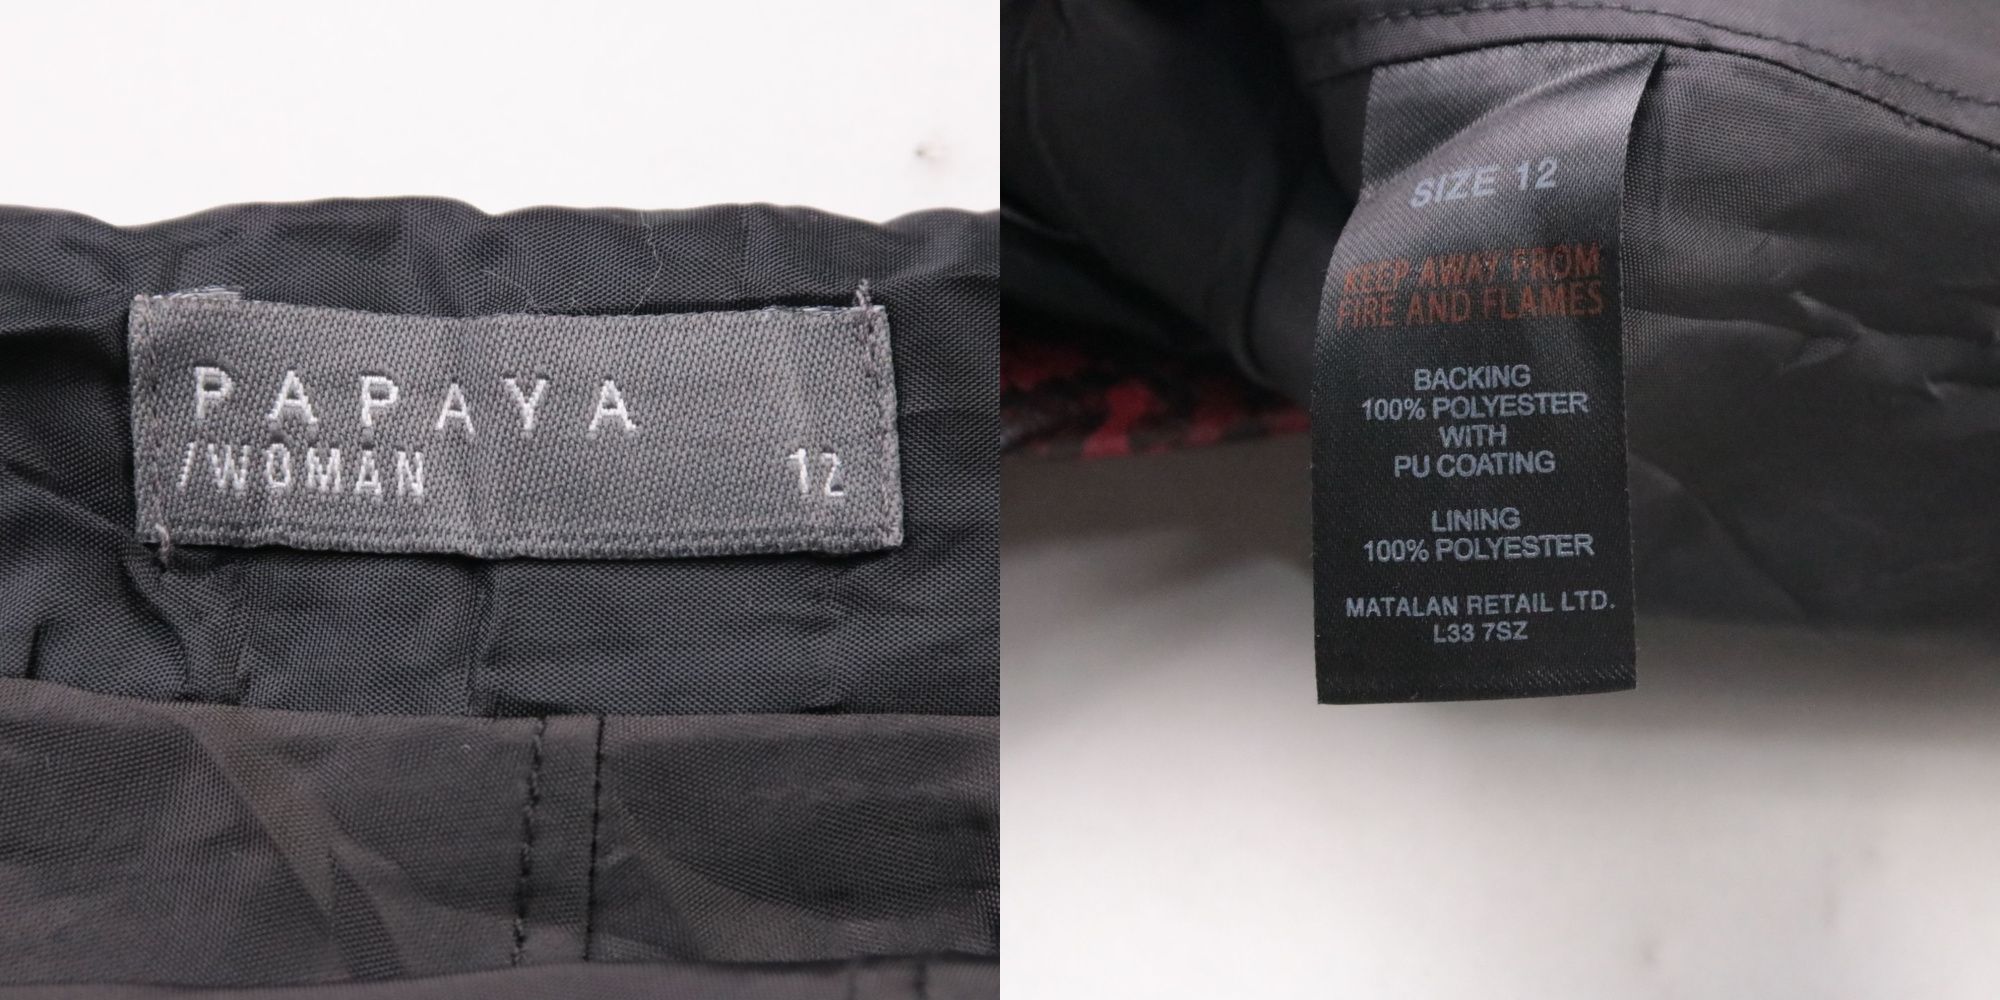 PAPAYA
/WOMAN 12
SIZE 12
KEEP AWAY FROM
FIRE AND FLAMES
BACKING
100% POLYESTER
WITH
PU COATING
LINING
100% POLYESTER
MATALAN RETAIL LTD.
L33 7SZ